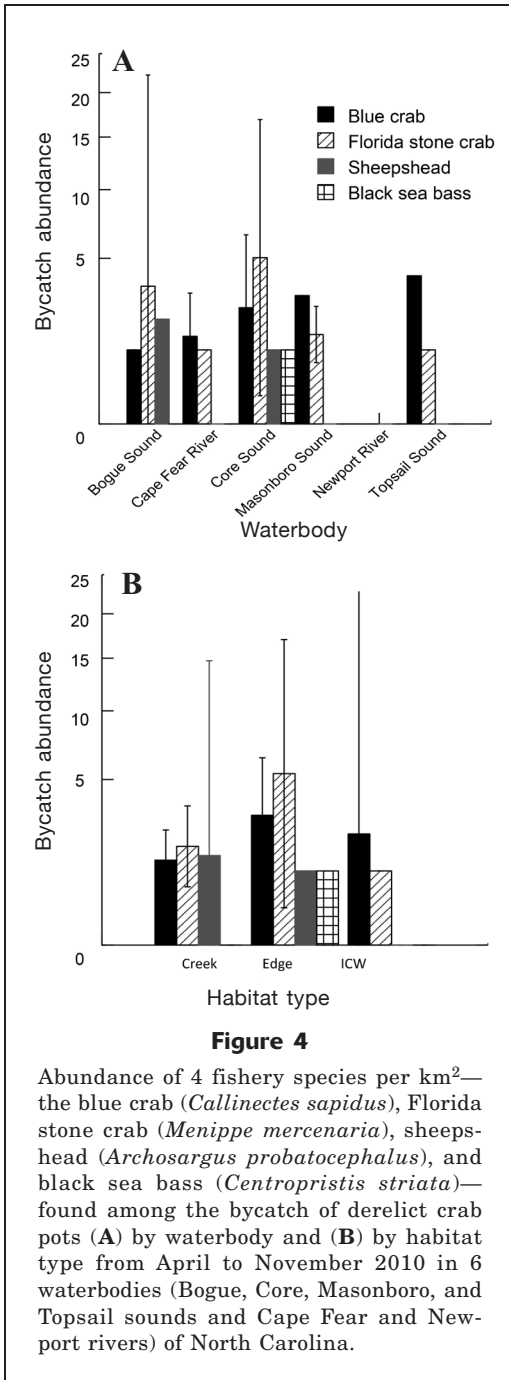 A
25
20
15
10
5
0
Bycatch abundance
Blue crab
Florida stone crab
Sheepshead
Black sea bass
Bogue Sound
Cape Fear River
Core Sound
Masonboro Sound
Newport River
Topsail Sound
Waterbody
B
25
20
15
10
5
0
Bycatch abundance
Creek
Edge
ICW
Habitat type
Figure 4
Abundance of 4 fishery species per km²—
the blue crab (Callinectes sapidus), Florida
stone crab (Menippe mercenaria), sheeps-
head (Archosargus probatocephalus), and
black sea bass (Centropristis striata)—
found among the bycatch of derelict crab
pots (A) by waterbody and (B) by habitat
type from April to November 2010 in 6
waterbodies (Bogue, Core, Masonboro, and
Topsail sounds and Cape Fear and New-
port rivers) of North Carolina.